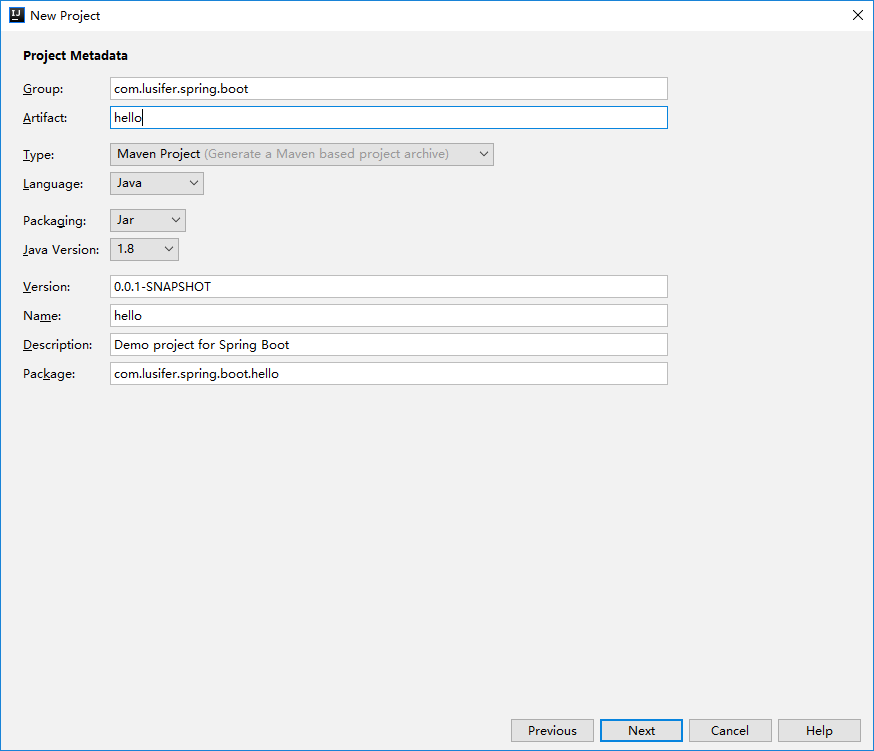 New Project
Project Metadata
Group: com.lusifer.spring.boot
Artifact: hello
Type: Maven Project (Generate a Maven based project archive)
Language: Java
Packaging: Jar
Java Version: 1.8
Version: 0.0.1-SNAPSHOT
Name: hello
Description: Demo project for Spring Boot
Package: com.lusifer.spring.boot.hello
Previous Next Cancel Help